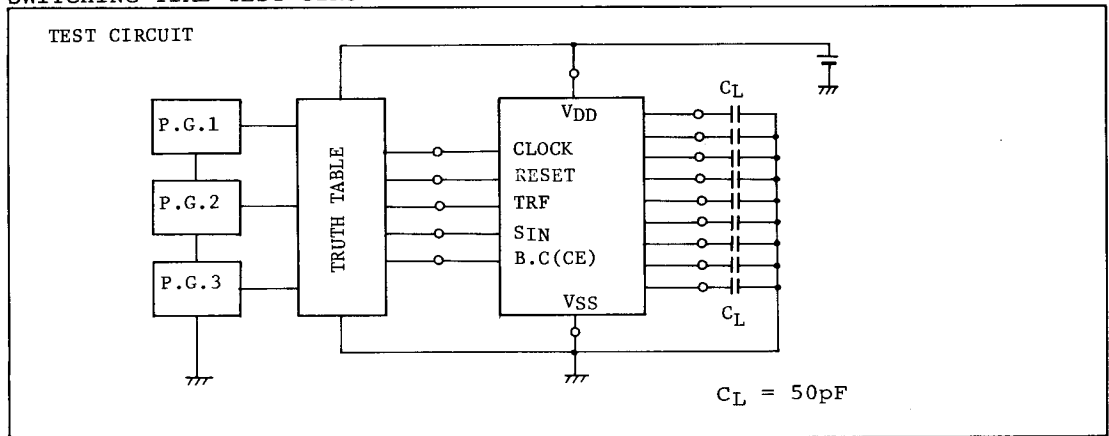 TEST CIRCUIT
P.G.1
P.G.2
P.G.3
TRUTH TABLE
VDD
CLOCK
RESET
TRF
SIN
B.C(CE)
VSS
CL
CL
CL = 50pF